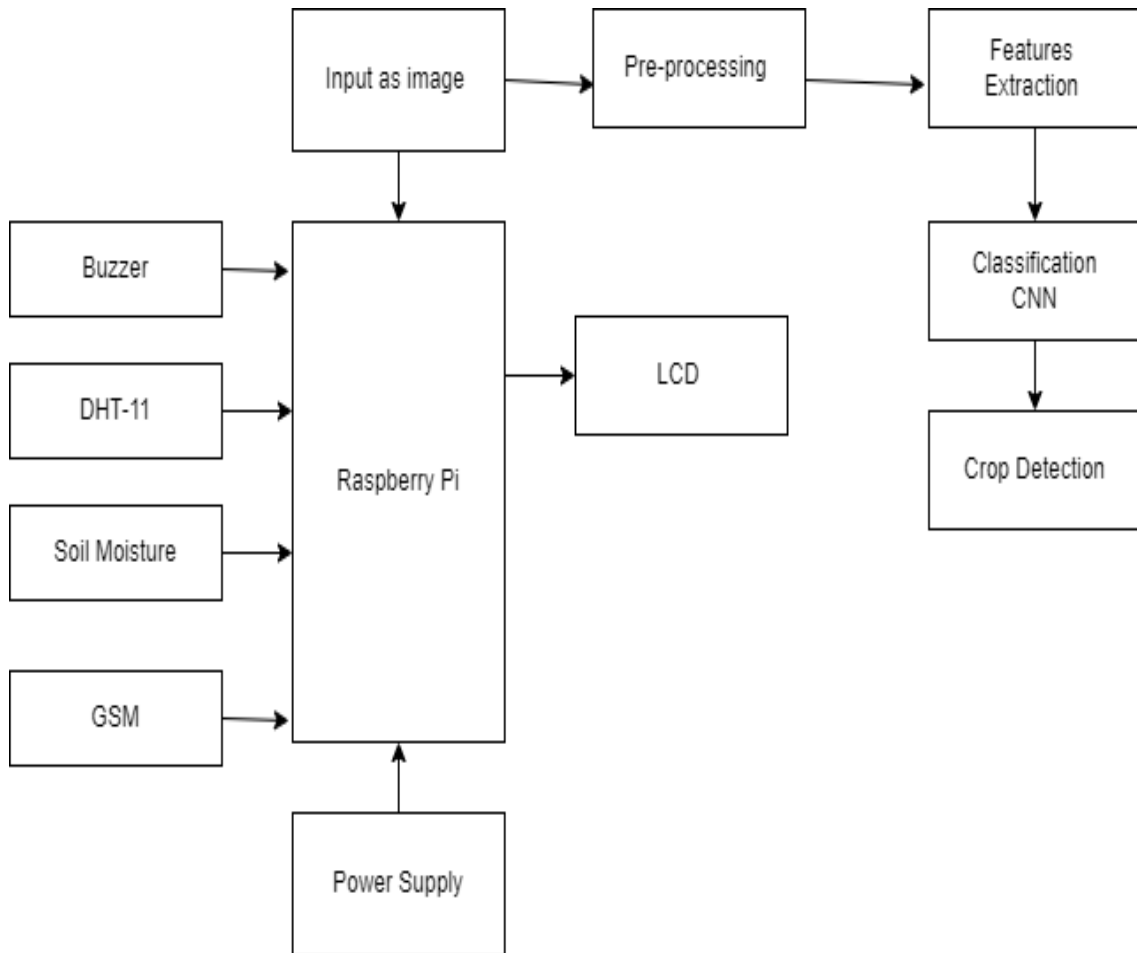 Input as image
Pre-processing
Features
Extraction
Buzzer
DHT-11
Soil Moisture
GSM
Raspberry Pi
LCD
Classification
CNN
Crop Detection
Power Supply